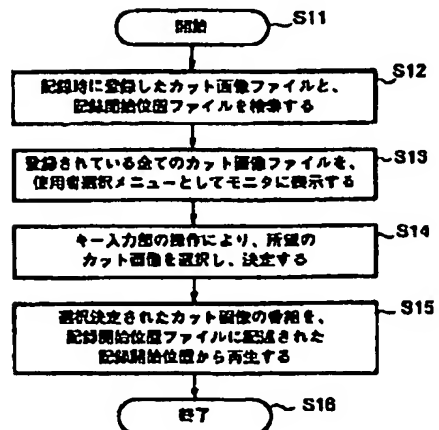 開始
S11
S12
記録時に登録したカット画像ファイルと、
記録開始位置ファイルを検索する
S13
登録されている全てのカット画像ファイルを、
使用者選択メニューとしてモニタに表示する
S14
キー入力部の操作により、所望の
カット画像を選択し、決定する
S15
選択決定されたカット画像の番組を、
記録開始位置ファイルに記述された
記録開始位置から再生する
S16
終了